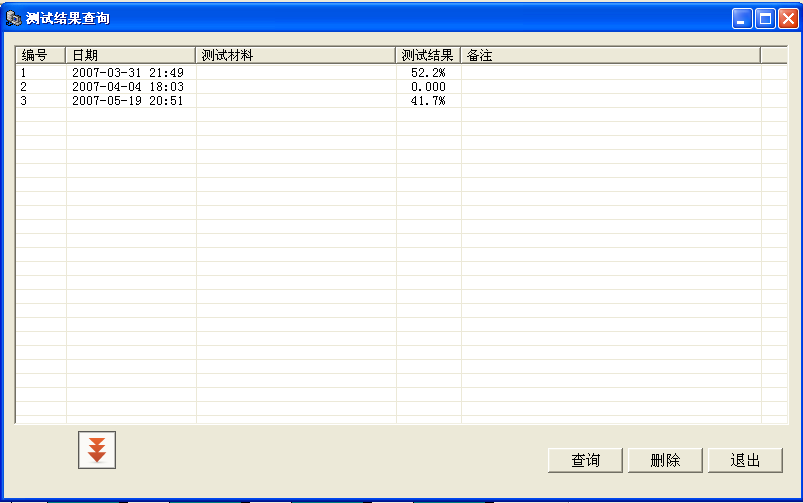 测试结果查询
编号 日期 测试材料 测试结果 备注
1 2007-03-31 21:49 52.2%
2 2007-04-04 18:03 0.000
3 2007-05-19 20:51 41.7%
查询 删除 退出